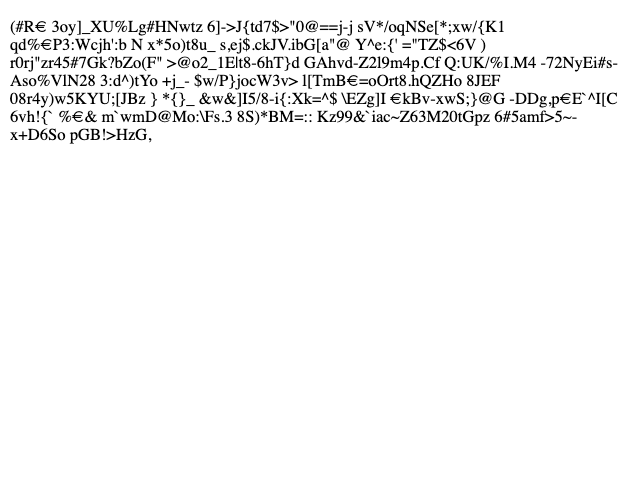 (#R€ 3oy]_XU%Lg#HNwtz 6]->J{td7$>"0@==j-j sV*/oqNSe[*;xw/{K1
qd%€P3:Wcjh':b N x*5o)t8u_ s,ej$.ckJV.ibG[a"@ Y^e:{' ="TZ$<6V )
r0rj"zr45#7Gk?bZo(F" >@o2_1Elt8-6hT}d GAhvd-Z2l9m4p.Cf Q:UK/%I.M4 -72NyEi#s-
Aso%VlN28 3:d^)tYo +j_- $w/P}jocW3v> l[TmB€=oOrt8.hQZHo 8JEF
08r4y)w5KYU;[JBz } *{}_ &w&]I5/8-i{:Xk=^$ \EZg]I €kBv-xwS;}@G -DDg,p€E`^I[C
6vh!{` %€& m`wmD@Mo:\Fs.3 8S)*BM=:: Kz99&`iac~Z63M20tGpz 6#5amf>5~-
x+D6So pGB!>HzG,